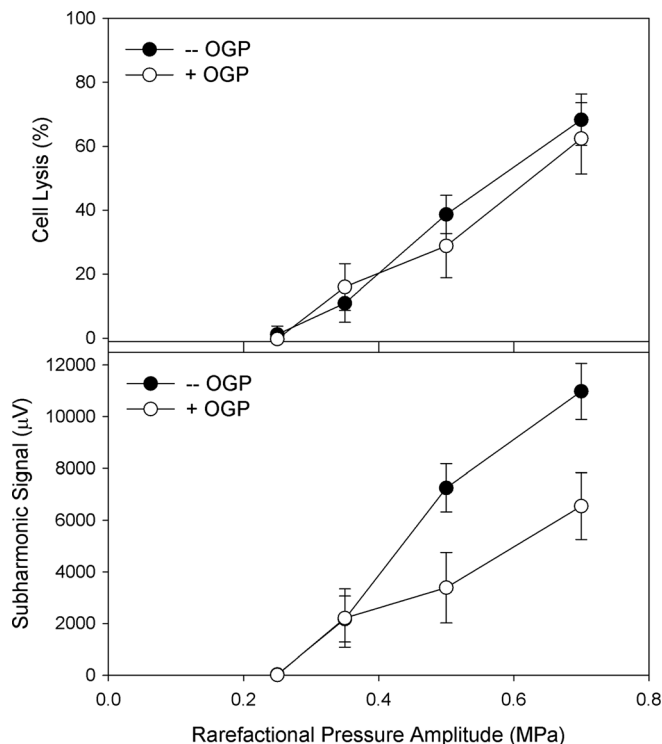 100
80
60
40
20
0
Cell Lysis (%)
-- OGP
+ OGP
12000
10000
8000
6000
4000
2000
0
Subharmonic Signal (μV)
-- OGP
+ OGP
0.0 0.2 0.4 0.6 0.8
Rarefactional Pressure Amplitude (MPa)